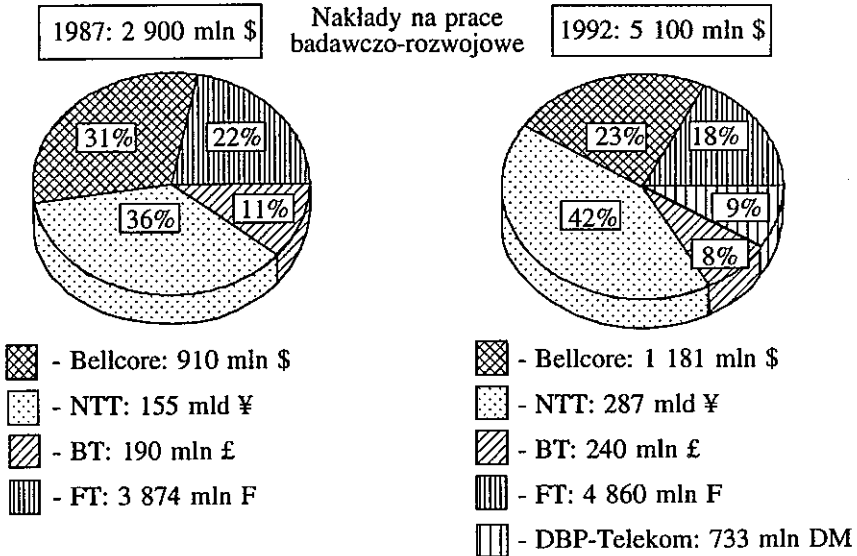 Nakłady na prace
badawczo-rozwojowe
1987: 2 900 mln $
31%
22%
36%
11%
- Bellcore: 910 mln $
- NTT: 155 mld ¥
- BT: 190 mln £
- FT: 3 874 mln F
1992: 5 100 mln $
23%
18%
42%
9%
8%
- Bellcore: 1 181 mln $
- NTT: 287 mld ¥
- BT: 240 mln £
- FT: 4 860 mln F
- DBP-Telekom: 733 mln DM